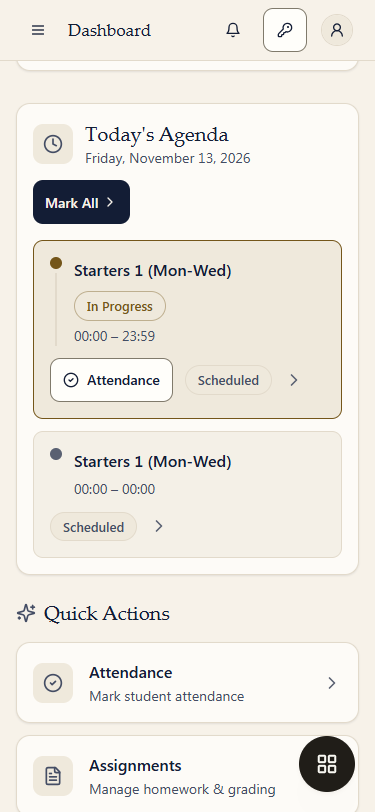 Dashboard
Today's Agenda
Friday, November 13, 2026
Mark All
Starters 1 (Mon-Wed)
In Progress
00:00 – 23:59
Attendance
Scheduled
Starters 1 (Mon-Wed)
00:00 – 00:00
Scheduled
Quick Actions
Attendance
Mark student attendance
Assignments
Manage homework & grading